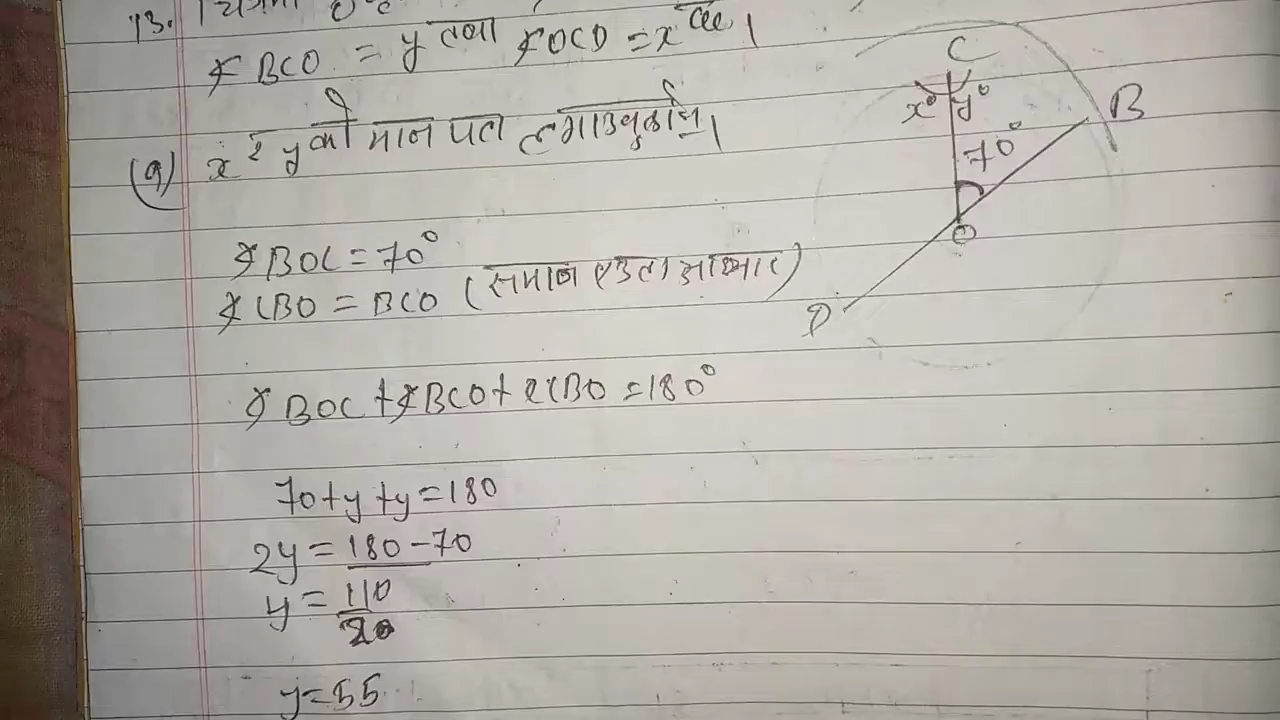 13.
∢BCO = y तथा ∢OCD = x छ ।
(a) x र y को मान पत्ता लगाउनुहोस् ।
C
x° y°
B
70°
O
D
∢BOC = 70°
∢CBO = BCO (समान आधार)
∢BOC + ∢BCO + ∢CBO = 180°
70 + y + y = 180
2y = 180 - 70
y = 110/2
y = 55